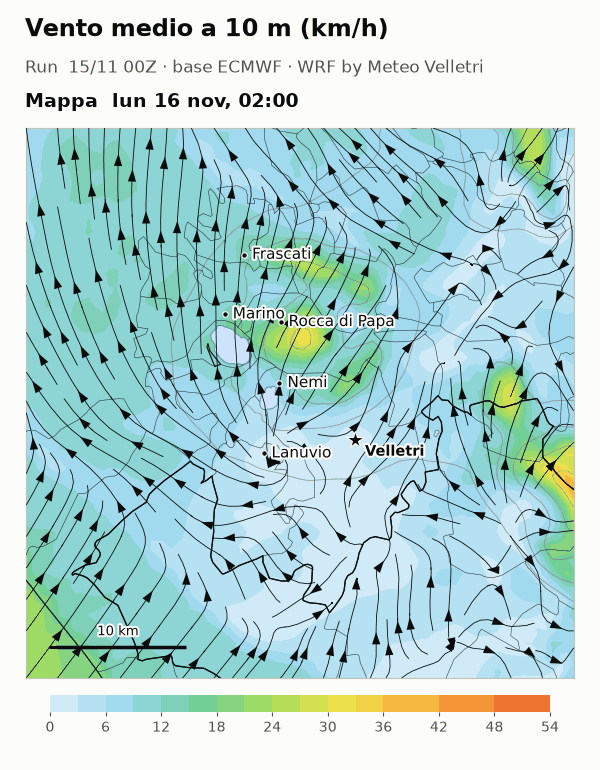 Vento medio a 10 m (km/h)
Run  15/11 00Z · base ECMWF · WRF by Meteo Velletri
Mappa  lun 16 nov, 02:00
Frascati
Marino
Rocca di Papa
Nemi
Velletri
Lanuvio
10 km
0 6 12 18 24 30 36 42 48 54